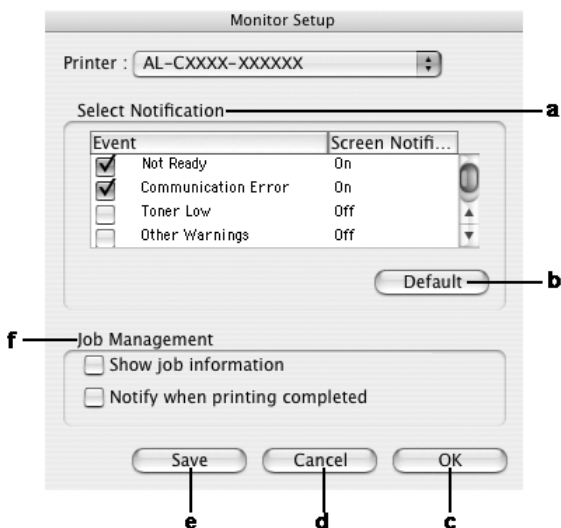 Monitor Setup
Printer : AL-CXXXX-XXXXXX
Select Notification a
Event Screen Notifi...
Not Ready On
Communication Error On
Toner Low Off
Other Warnings Off
Default b
f Job Management
Show job information
Notify when printing completed
Save Cancel OK
e d c